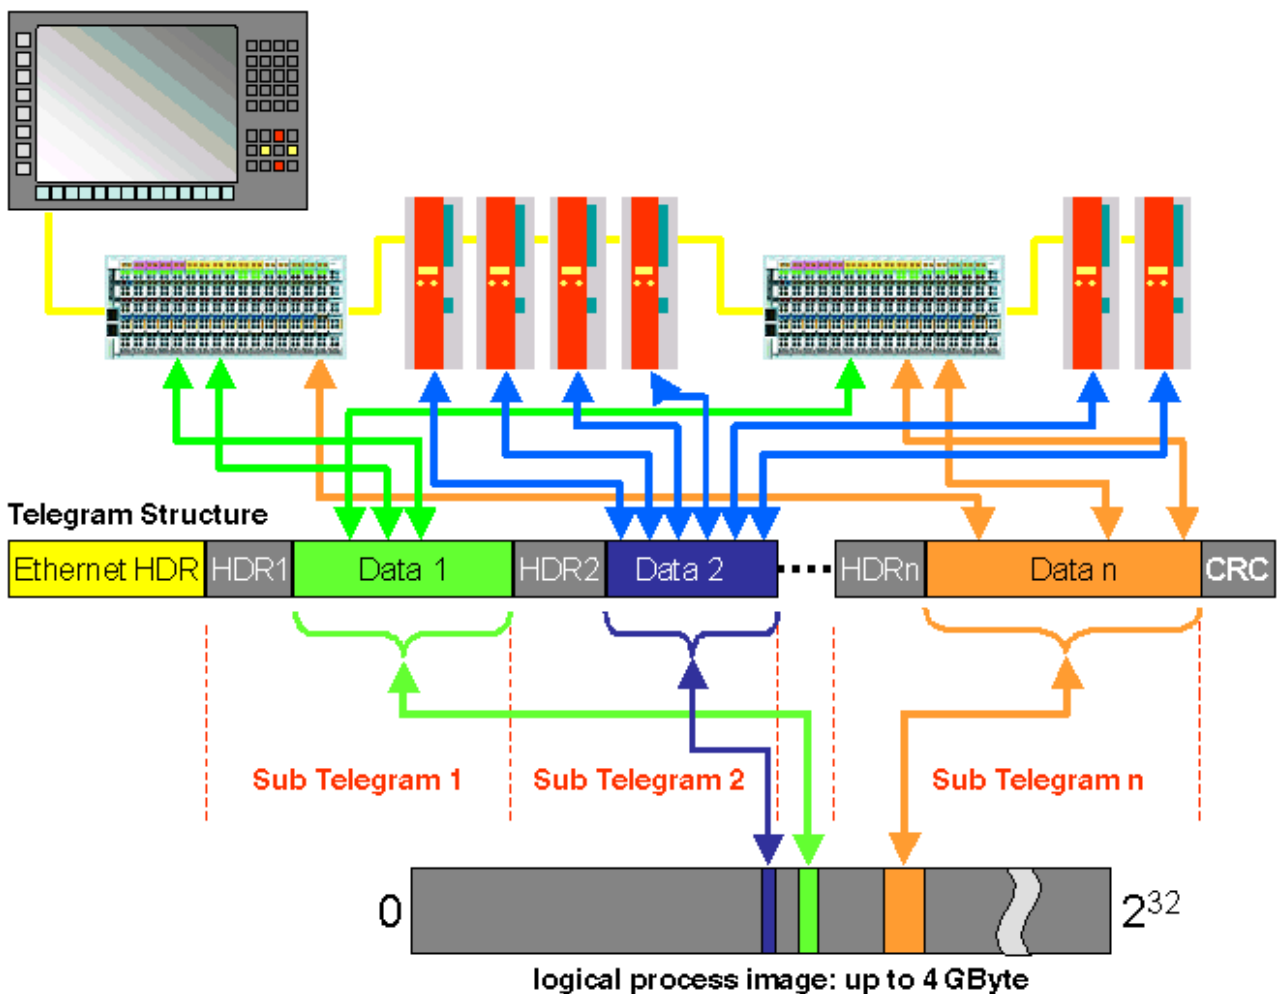 Telegram Structure
Ethernet HDR HDR1 Data 1 HDR2 Data 2 HDRn Data n CRC
Sub Telegram 1 Sub Telegram 2 Sub Telegram n
0 2³²
logical process image: up to 4 GByte